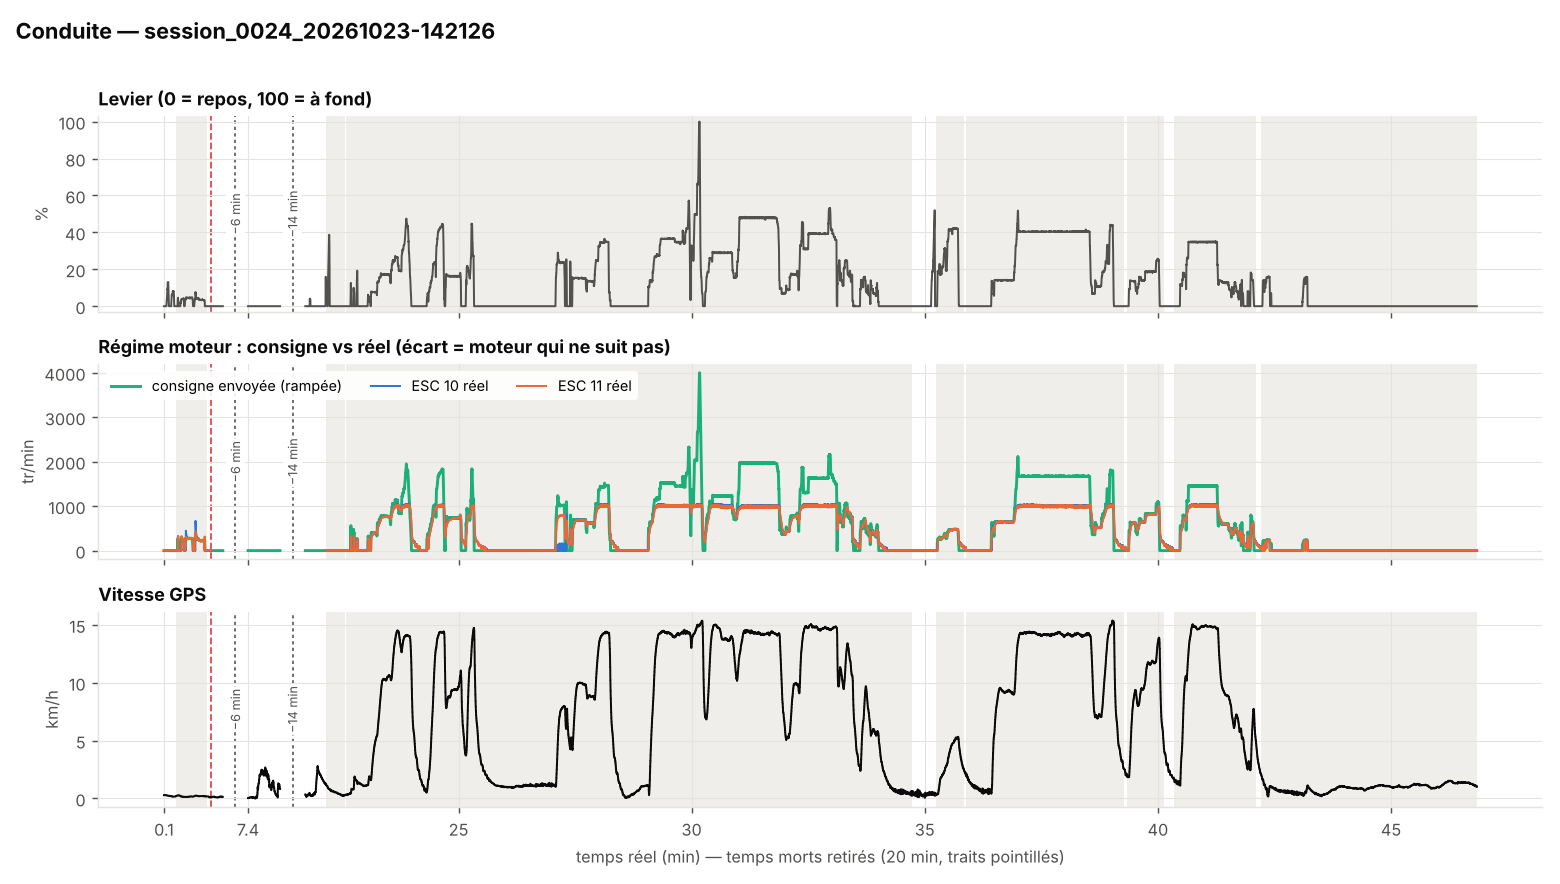 Conduite — session_0024_20261023-142126
Levier (0 = repos, 100 = à fond)
100
80
60
40
20
0
%
−6 min
−14 min
Régime moteur : consigne vs réel (écart = moteur qui ne suit pas)
consigne envoyée (rampée)
ESC 10 réel
ESC 11 réel
4000
3000
2000
1000
0
tr/min
−6 min
−14 min
Vitesse GPS
15
10
5
0
km/h
−6 min
−14 min
0.1
7.4
25
30
35
40
45
temps réel (min) — temps morts retirés (20 min, traits pointillés)